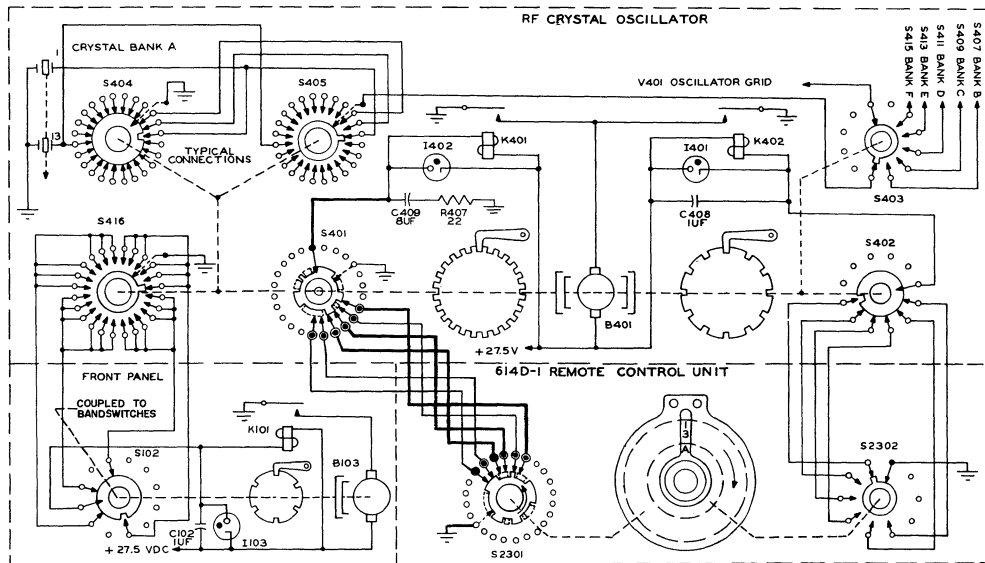 RF CRYSTAL OSCILLATOR
CRYSTAL BANK A
1
13
S404
S405
TYPICAL
CONNECTIONS
V401 OSCILLATOR GRID
S415 BANK F
S413 BANK E
S411 BANK D
S409 BANK C
S407 BANK B
K401
I402
C409
8UF
R407
22
K402
I401
C408
1UF
S403
S416
S401
S402
B401
+27.5V
FRONT PANEL
614D-1 REMOTE CONTROL UNIT
COUPLED TO
BANDSWITCHES
S102
K101
B103
C102
1UF
I103
+27.5 VDC
S2301
1
3
A
S2302